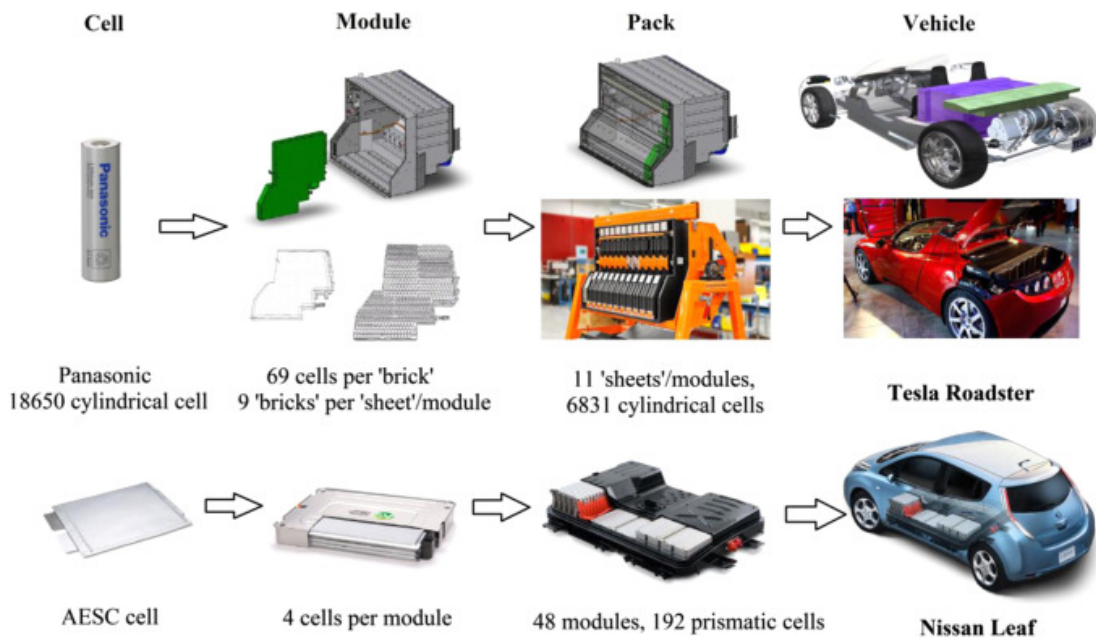 Cell
Module
Pack
Vehicle
Panasonic
Panasonic
18650 cylindrical cell
69 cells per 'brick'
9 'bricks' per 'sheet'/module
11 'sheets'/modules,
6831 cylindrical cells
Tesla Roadster
AESC cell
4 cells per module
48 modules, 192 prismatic cells
Nissan Leaf